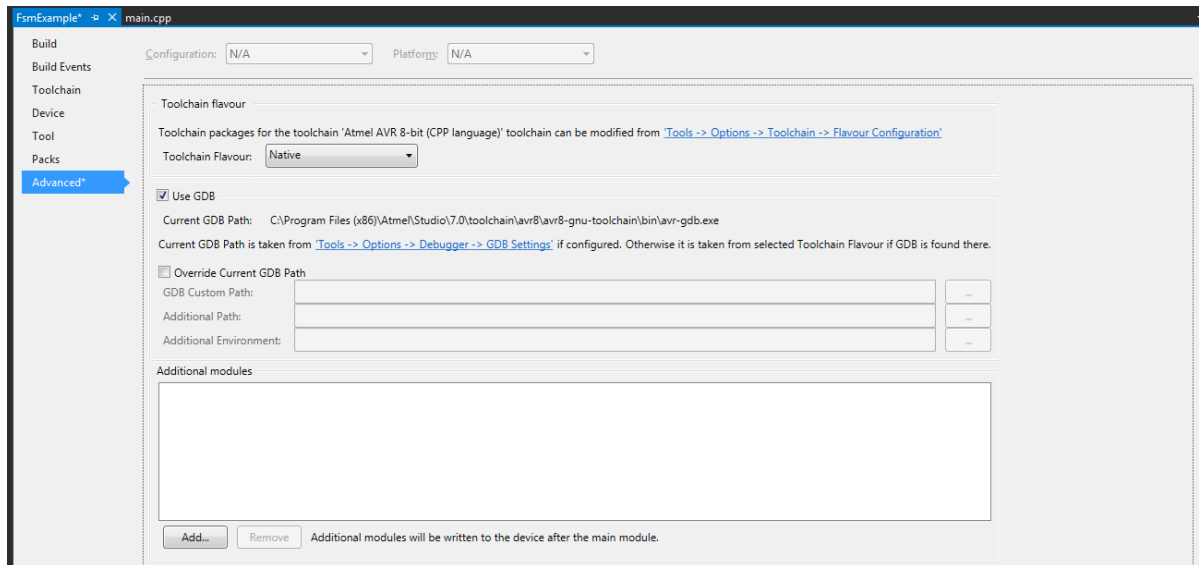 FsmExample* main.cpp
Build
Build Events
Toolchain
Device
Tool
Packs
Advanced*
Configuration: N/A Platform: N/A
Toolchain flavour
Toolchain packages for the toolchain 'Atmel AVR 8-bit (CPP language)' toolchain can be modified from 'Tools -> Options -> Toolchain -> Flavour Configuration'
Toolchain Flavour: Native
Use GDB
Current GDB Path: C:\Program Files (x86)\Atmel\Studio\7.0\toolchain\avr8\avr8-gnu-toolchain\bin\avr-gdb.exe
Current GDB Path is taken from 'Tools -> Options -> Debugger -> GDB Settings' if configured. Otherwise it is taken from selected Toolchain Flavour if GDB is found there.
Override Current GDB Path
GDB Custom Path: ...
Additional Path: ...
Additional Environment: ...
Additional modules
Add... Remove Additional modules will be written to the device after the main module.